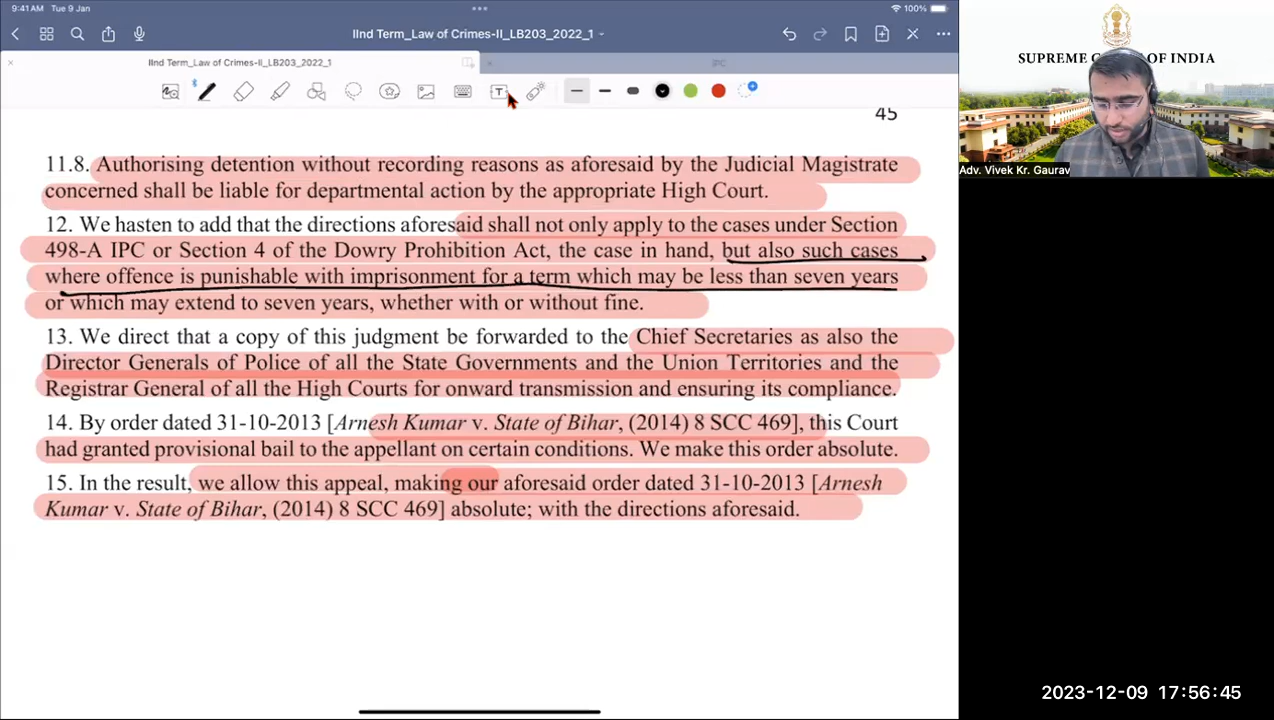 9:41 AM Tue 9 Jan
100%
IInd Term_Law of Crimes-II_LB203_2022_1
IInd Term_Law of Crimes-II_LB203_2022_1
IPC
T
45
11.8. Authorising detention without recording reasons as aforesaid by the Judicial Magistrate
concerned shall be liable for departmental action by the appropriate High Court.
12. We hasten to add that the directions aforesaid shall not only apply to the cases under Section
498-A IPC or Section 4 of the Dowry Prohibition Act, the case in hand, but also such cases
where offence is punishable with imprisonment for a term which may be less than seven years
or which may extend to seven years, whether with or without fine.
13. We direct that a copy of this judgment be forwarded to the Chief Secretaries as also the
Director Generals of Police of all the State Governments and the Union Territories and the
Registrar General of all the High Courts for onward transmission and ensuring its compliance.
14. By order dated 31-10-2013 [Arnesh Kumar v. State of Bihar, (2014) 8 SCC 469], this Court
had granted provisional bail to the appellant on certain conditions. We make this order absolute.
15. In the result, we allow this appeal, making our aforesaid order dated 31-10-2013 [Arnesh
Kumar v. State of Bihar, (2014) 8 SCC 469] absolute; with the directions aforesaid.
SUPREME C OF INDIA
Adv. Vivek Kr. Gaurav
2023-12-09 17:56:45